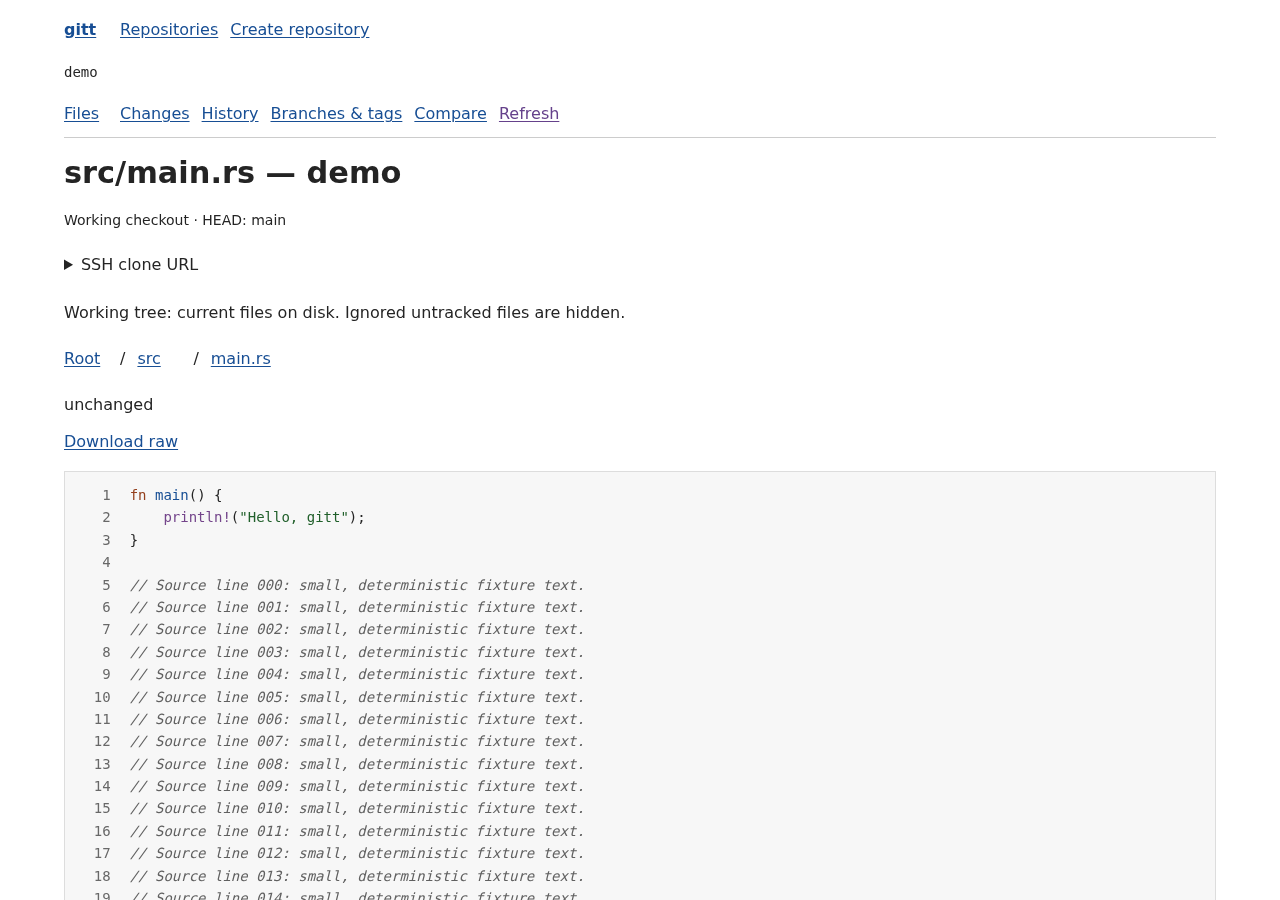 gitt Repositories Create repository
demo
Files Changes History Branches & tags Compare Refresh
src/main.rs — demo
Working checkout · HEAD: main
▶ SSH clone URL
Working tree: current files on disk. Ignored untracked files are hidden.
Root / src / main.rs
unchanged
Download raw
1 fn main() {
2     println!("Hello, gitt");
3 }
4
5 // Source line 000: small, deterministic fixture text.
6 // Source line 001: small, deterministic fixture text.
7 // Source line 002: small, deterministic fixture text.
8 // Source line 003: small, deterministic fixture text.
9 // Source line 004: small, deterministic fixture text.
10 // Source line 005: small, deterministic fixture text.
11 // Source line 006: small, deterministic fixture text.
12 // Source line 007: small, deterministic fixture text.
13 // Source line 008: small, deterministic fixture text.
14 // Source line 009: small, deterministic fixture text.
15 // Source line 010: small, deterministic fixture text.
16 // Source line 011: small, deterministic fixture text.
17 // Source line 012: small, deterministic fixture text.
18 // Source line 013: small, deterministic fixture text.
19 // Source line 014: small, deterministic fixture text.